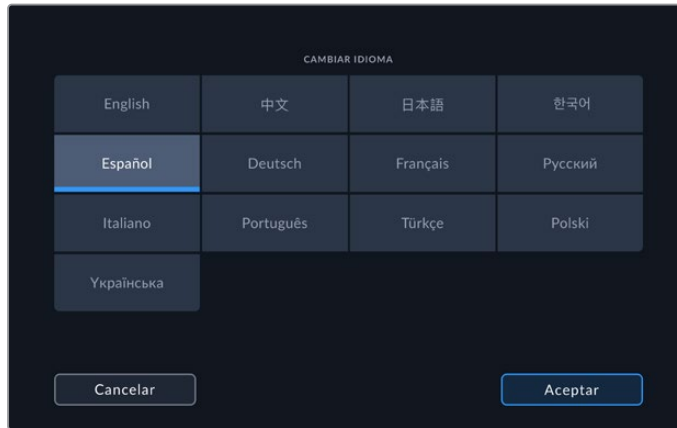 CAMBIAR IDIOMA
English 中文 日本語 한국어
Español Deutsch Français Русский
Italiano Português Türkçe Polski
Yкраїнська
Cancelar Aceptar